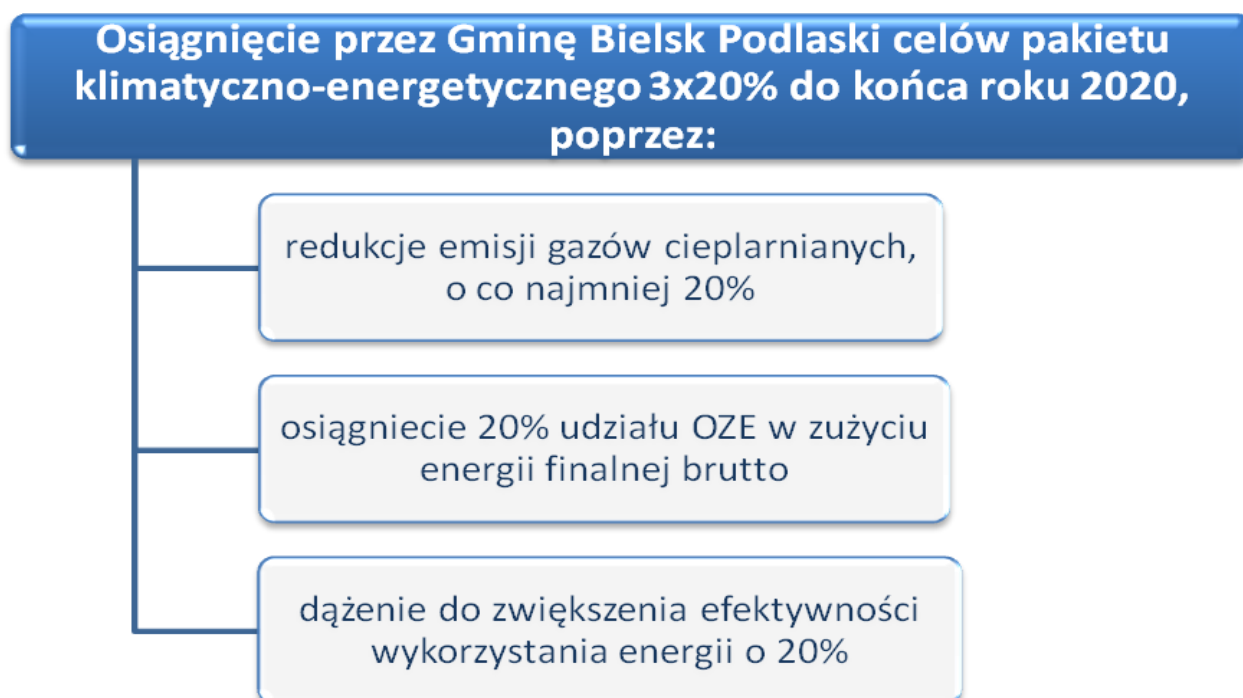 Osiągnięcie przez Gminę Bielsk Podlaski celów pakietu
klimatyczno-energetycznego 3x20% do końca roku 2020,
poprzez:
redukcje emisji gazów cieplarnianych,
o co najmniej 20%
osiągniecie 20% udziału OZE w zużyciu
energii finalnej brutto
dążenie do zwiększenia efektywności
wykorzystania energii o 20%